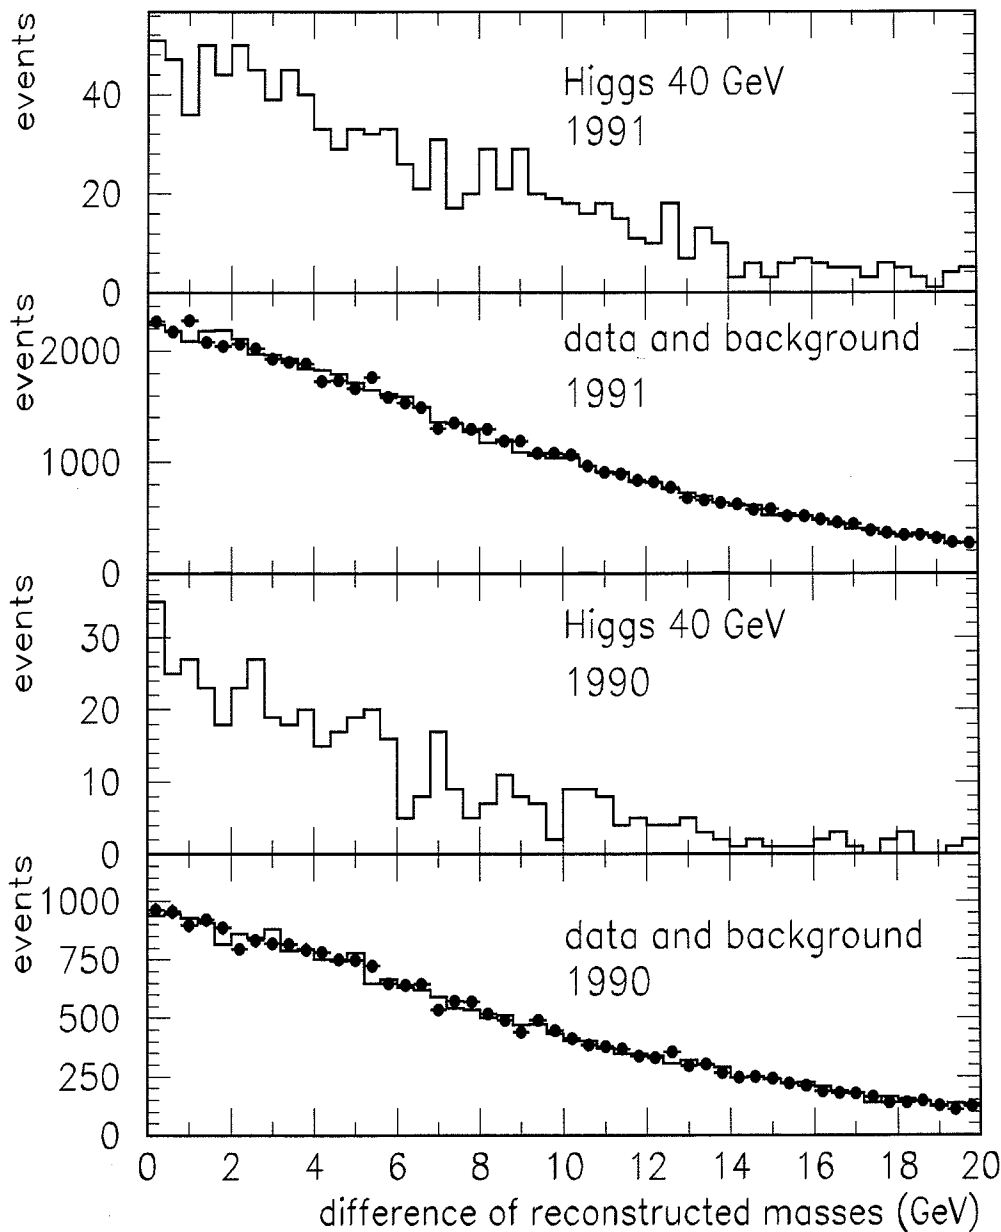 events
40
20
0
Higgs 40 GeV
1991
events
2000
1000
0
data and background
1991
events
30
20
10
0
Higgs 40 GeV
1990
events
1000
750
500
250
0
data and background
1990
0 2 4 6 8 10 12 14 16 18 20
difference of reconstructed masses (GeV)